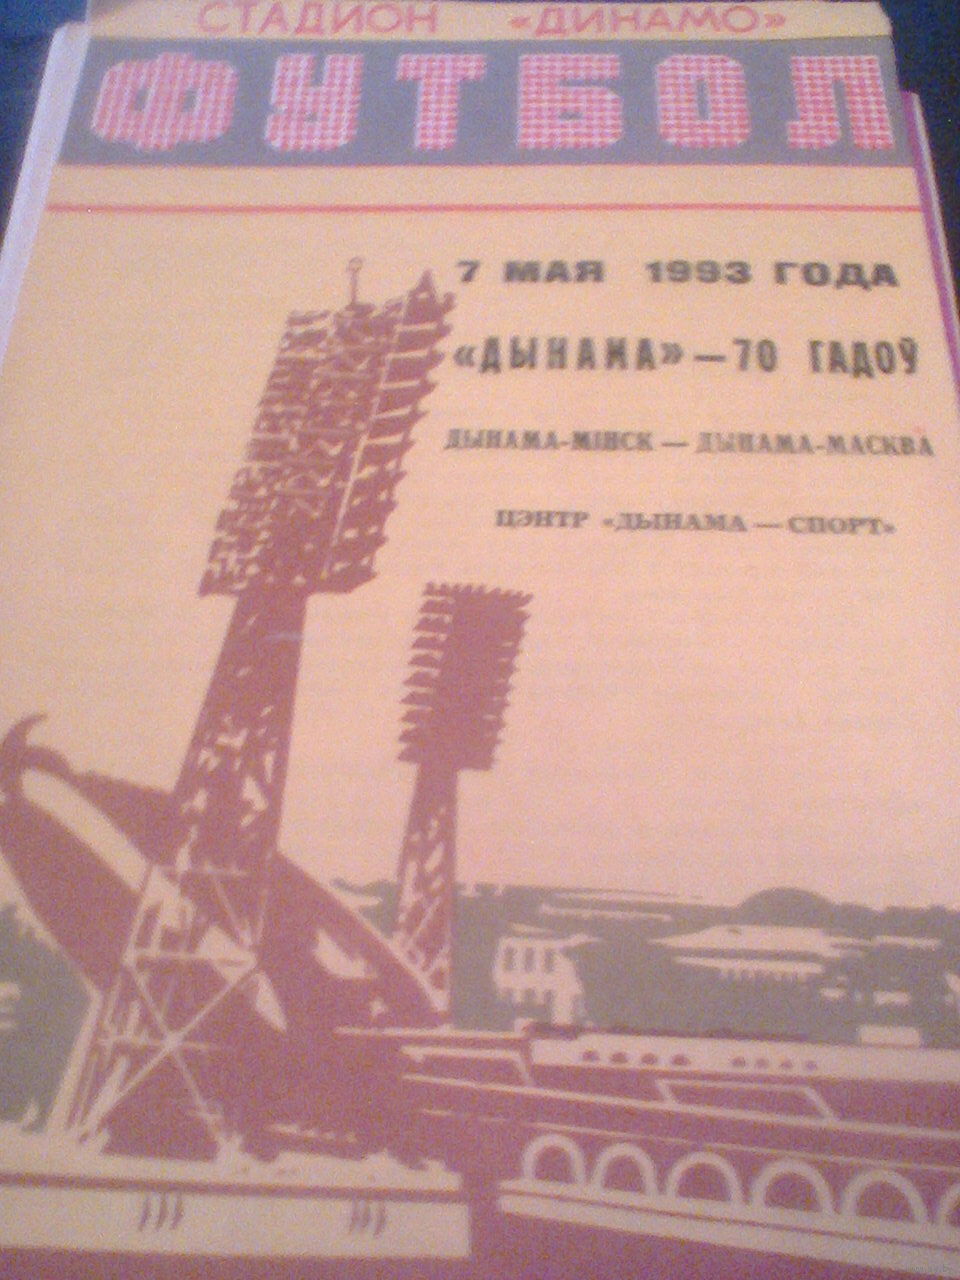 СТАДИОН «ДИНАМО»
ФУТБОЛ
7 МАЯ 1993 ГОДА
«ДЫНАМА» — 70 ГАДОЎ
ДЫНАМА-МІНСК — ДЫНАМА-МАСКВА
ЦЭНТР «ДЫНАМА — СПОРТ»